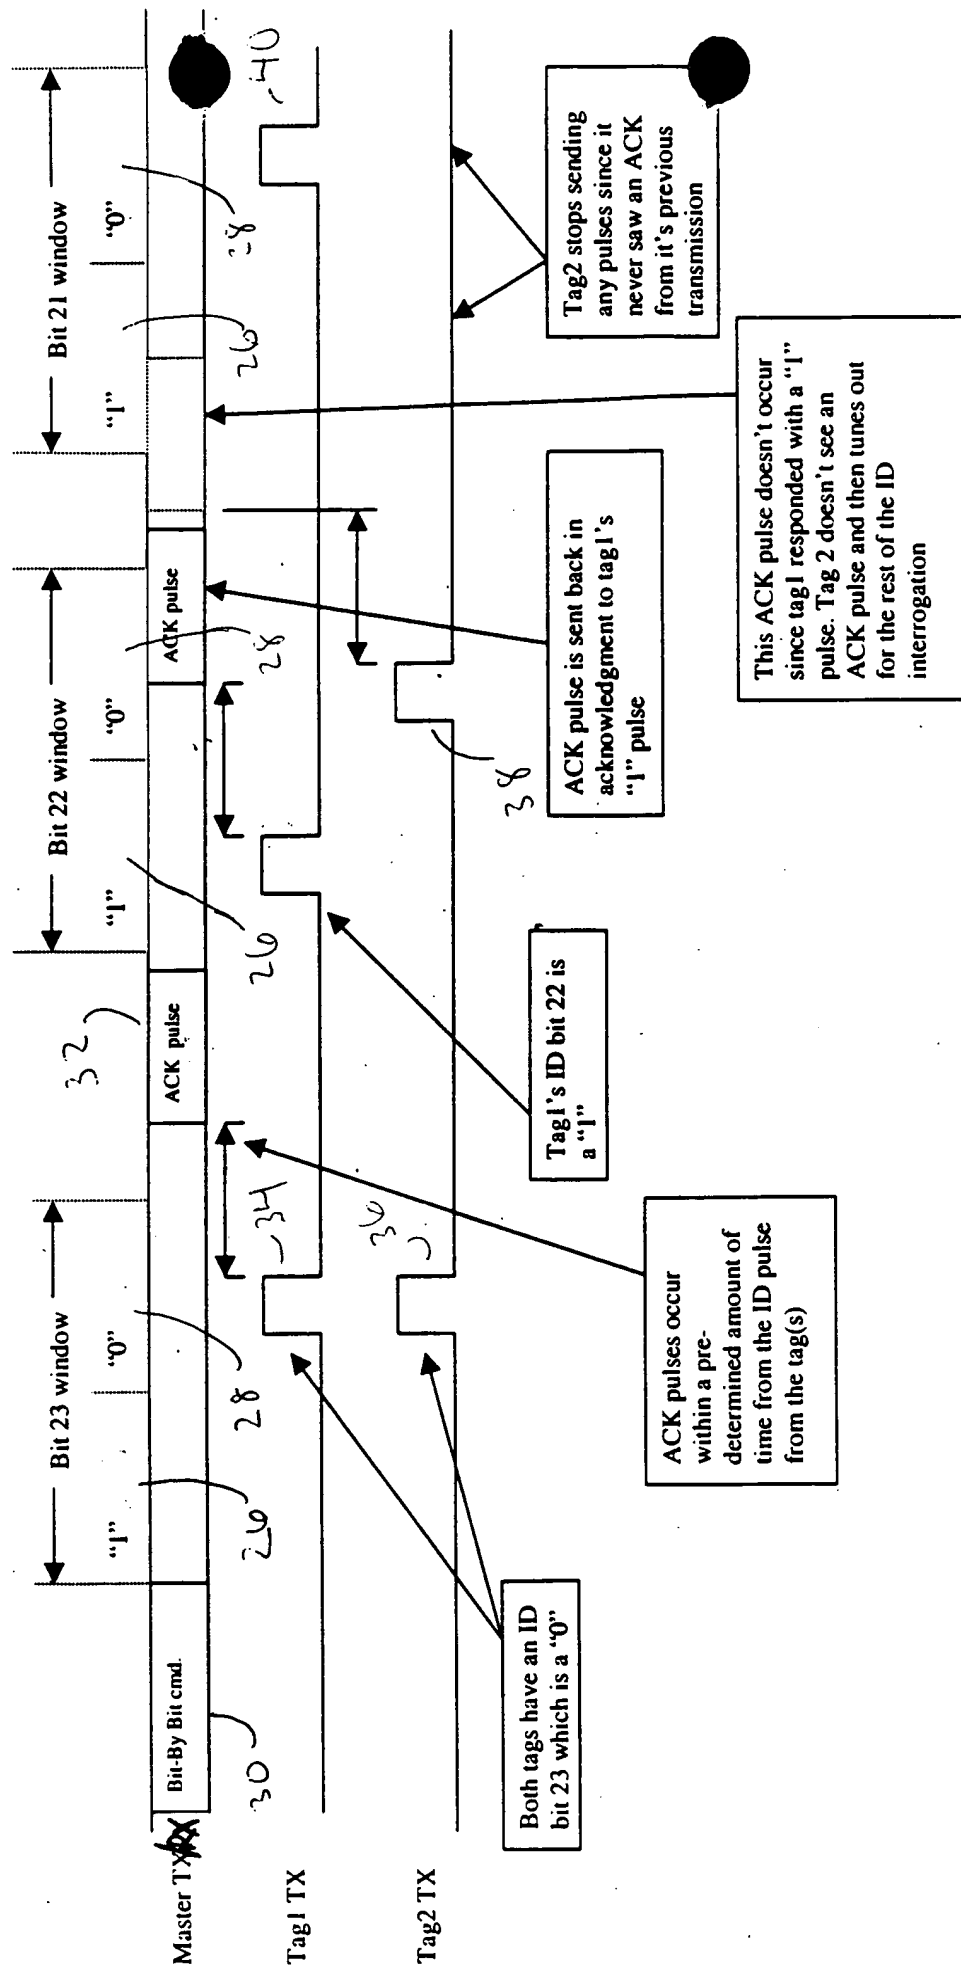 Bit 23 window
Bit 22 window
Bit 21 window
“1”
“0”
“1”
“0”
“1”
“0”
32
Master TX
Bit-By Bit cmd.
ACK pulse
ACK pulse
30
26
28
26
28
26
28
Tag1 TX
34
40
Tag2 TX
36
38
Both tags have an ID
bit 23 which is a “0”
ACK pulses occur
within a pre-
determined amount of
time from the ID pulse
from the tag(s)
Tag1’s ID bit 22 is
a “1”
ACK pulse is sent back in
acknowledgment to tag1’s
“1” pulse
This ACK pulse doesn’t occur
since tag1 responded with a “1”
pulse. Tag 2 doesn’t see an
ACK pulse and then tunes out
for the rest of the ID
interrogation
Tag2 stops sending
any pulses since it
never saw an ACK
from it’s previous
transmission